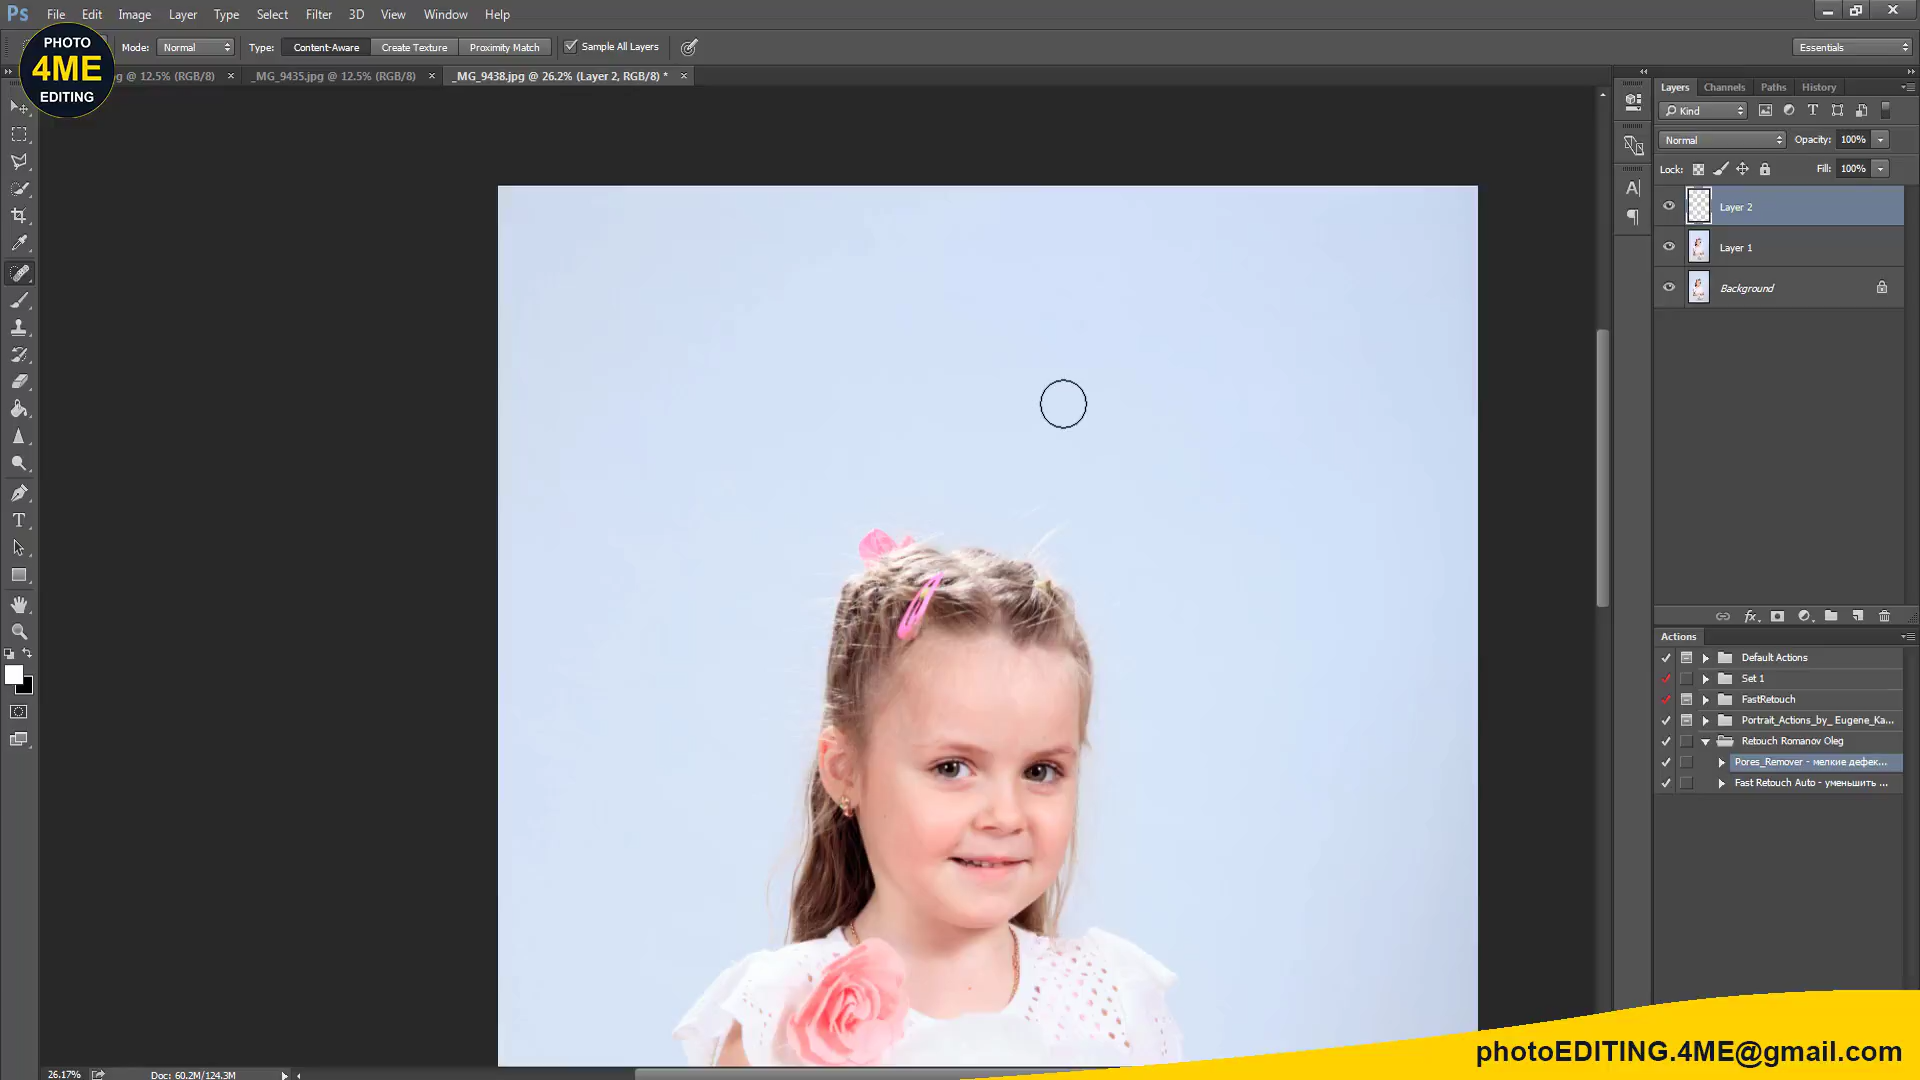 Ps File Edit Image Layer Type Select Filter 3D View Window Help
PHOTO
4ME
EDITING
Mode: Normal Type: Content-Aware Create Texture Proximity Match Sample All Layers Essentials
g @ 12.5% (RGB/8) × _MG_9435.jpg @ 12.5% (RGB/8) × _MG_9438.jpg @ 26.2% (Layer 2, RGB/8) * ×
Layers Channels Paths History
Kind
Normal Opacity: 100%
Lock: Fill: 100%
Layer 2
Layer 1
Background
Actions
Default Actions
Set 1
FastRetouch
Portrait_Actions_by_ Eugene_Ka...
Retouch Romanov Oleg
Pores_Remover - мелкие дефек...
Fast Retouch Auto - уменьшить ...
photoEDITING.4ME@gmail.com
26.17% Doc: 60.2M/124.3M